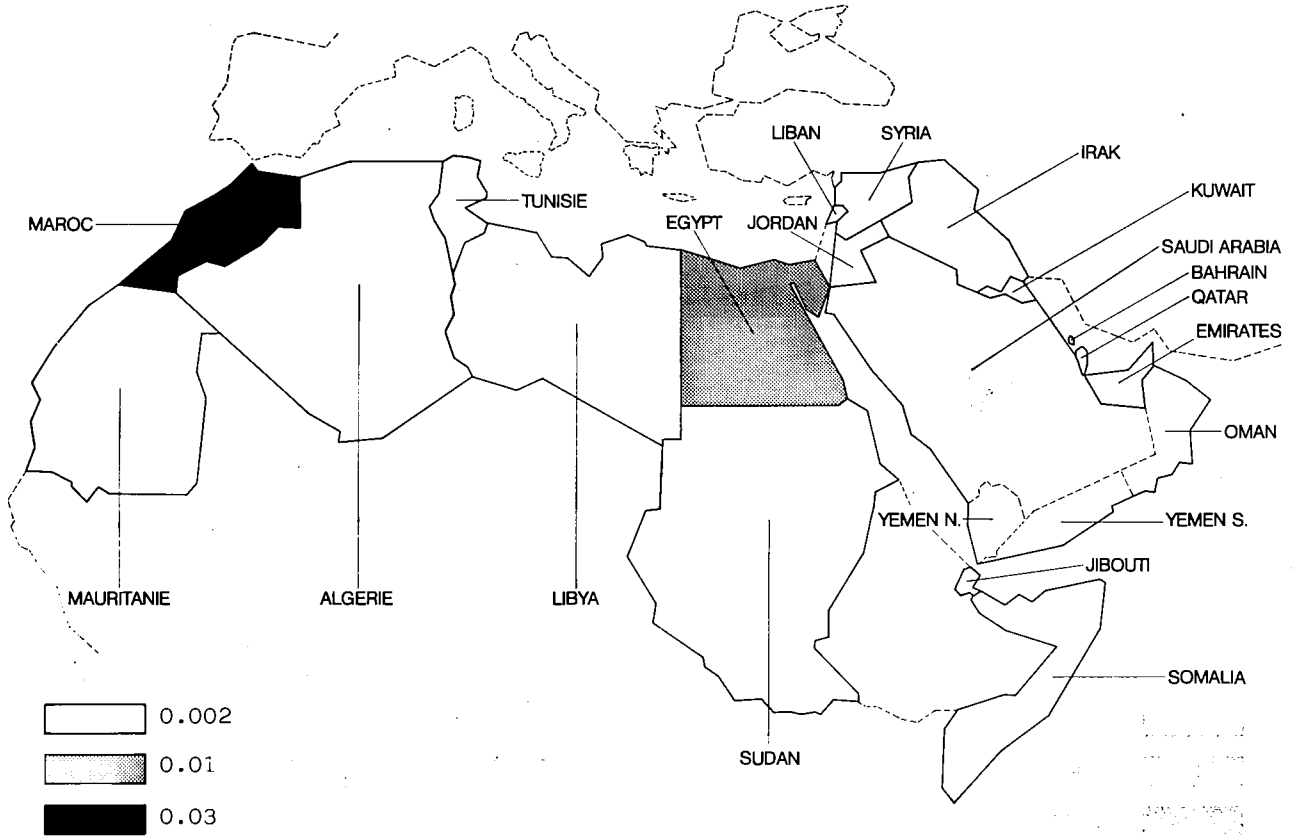 LIBAN
SYRIA
IRAK
KUWAIT
TUNISIE
EGYPT
JORDAN
MAROC
SAUDI ARABIA
BAHRAIN
QATAR
EMIRATES
OMAN
YEMEN N.
YEMEN S.
JIBOUTI
MAURITANIE
ALGERIE
LIBYA
SOMALIA
SUDAN
0.002
0.01
0.03